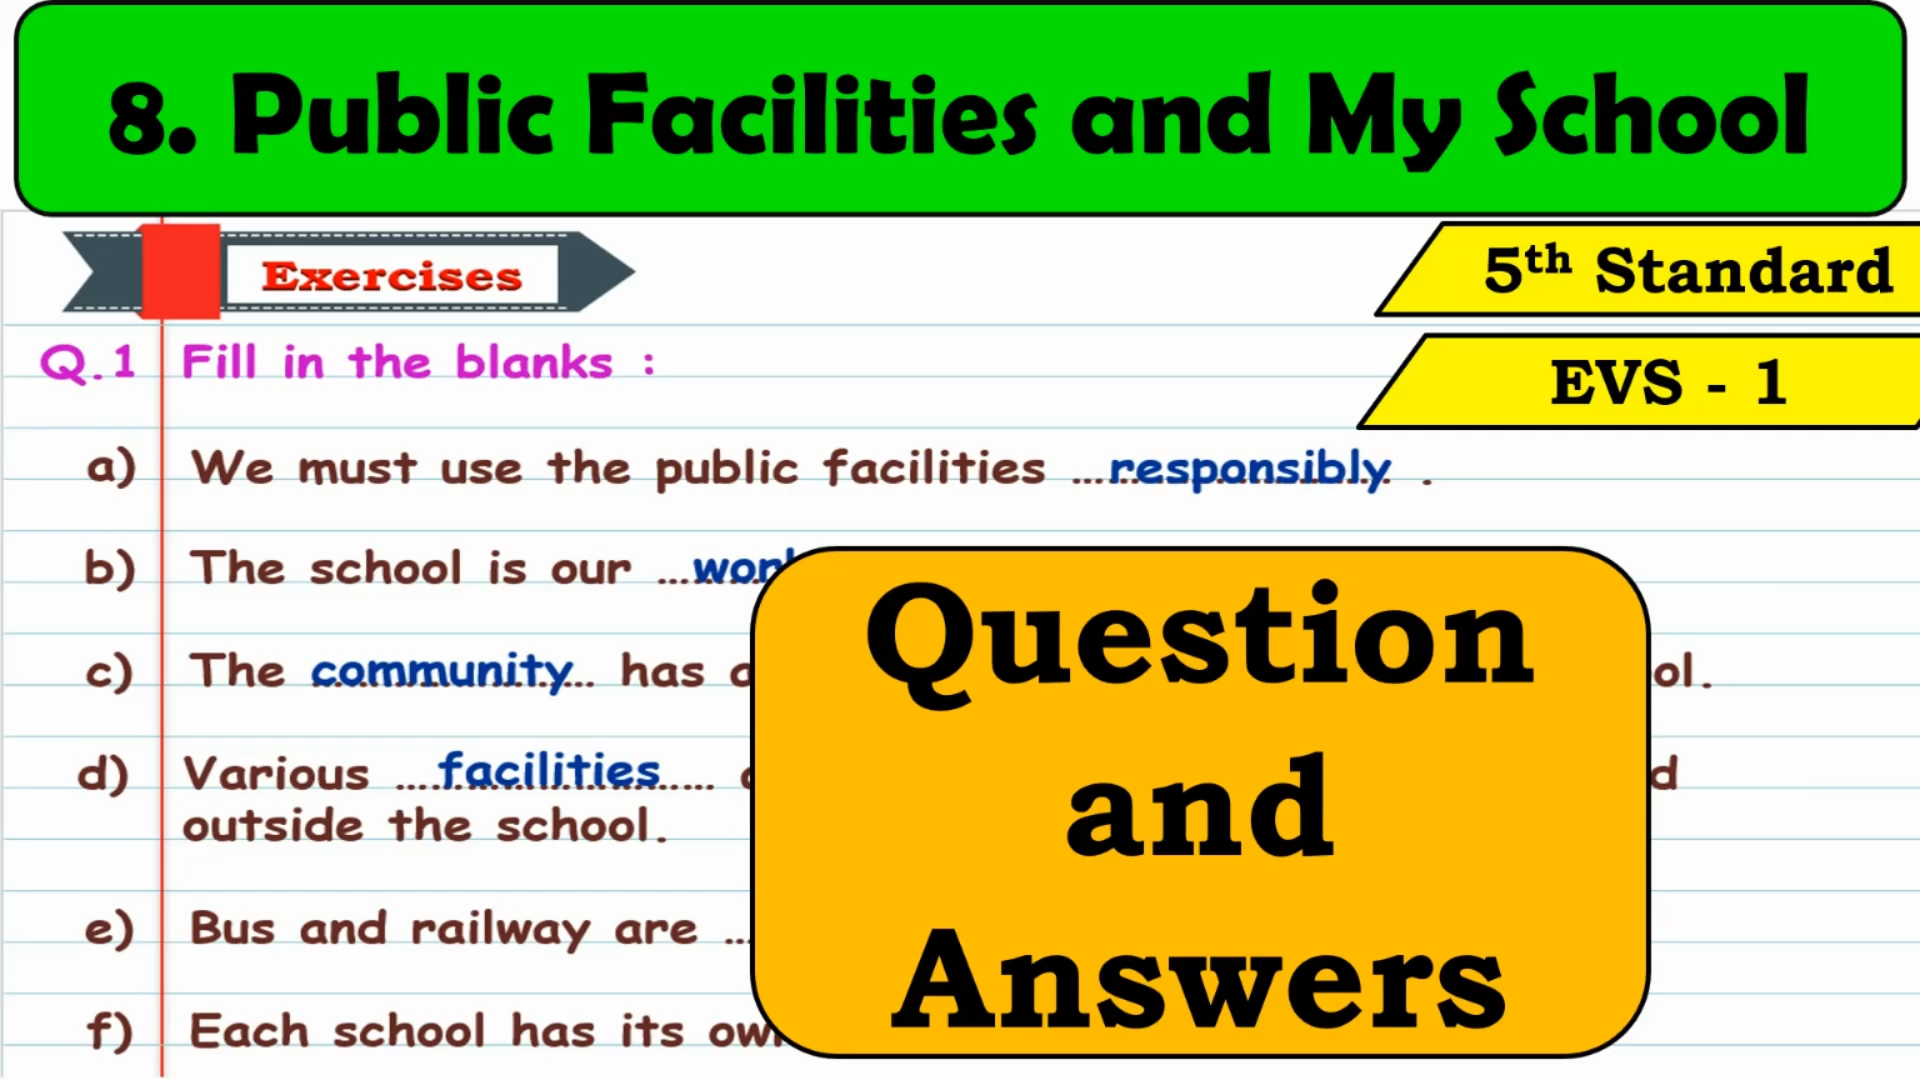 8. Public Facilities and My School
Exercises
5th Standard
EVS - 1
Q.1 Fill in the blanks :
a) We must use the public facilities ...responsibly .
b) The school is our ...
c) The community... has
d) Various ...facilities.....
outside the school.
e) Bus and railway are ...
f) Each school has its
Question
and
Answers